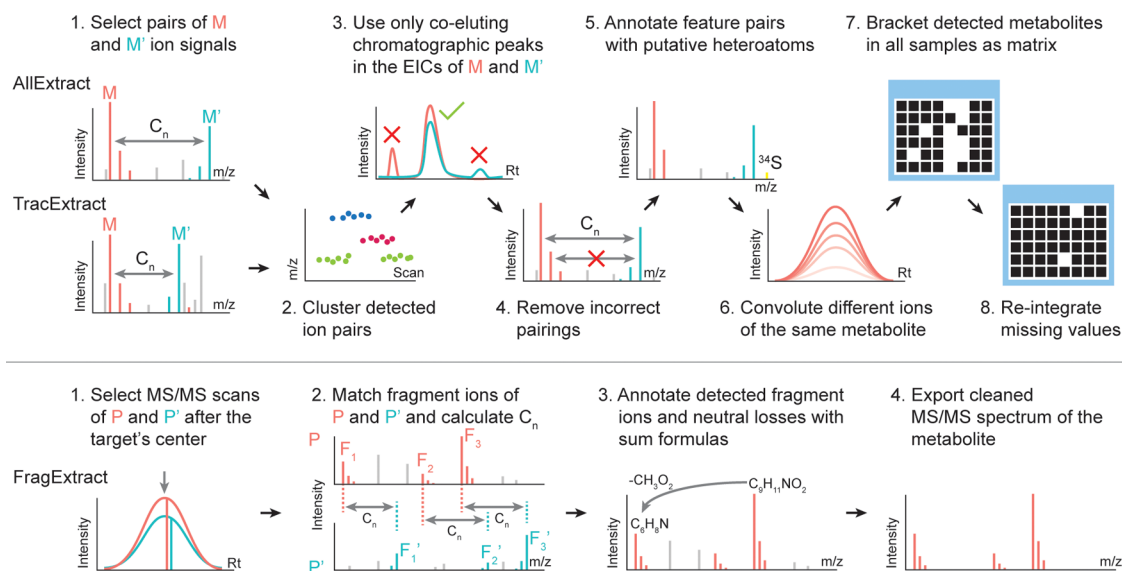 1. Select pairs of M
and M' ion signals
AllExtract
M
M'
Cn
Intensity
m/z
TracExtract
M
M'
Cn
Intensity
m/z
m/z
Scan
2. Cluster detected
ion pairs
3. Use only co-eluting
chromatographic peaks
in the EICs of M and M'
Intensity
Rt
Cn
Intensity
m/z
4. Remove incorrect
pairings
5. Annotate feature pairs
with putative heteroatoms
Intensity
34S
m/z
Intensity
Rt
6. Convolute different ions
of the same metabolite
7. Bracket detected metabolites
in all samples as matrix
8. Re-integrate
missing values
1. Select MS/MS scans
of P and P' after the
target's center
FragExtract
Intensity
Rt
2. Match fragment ions of
P and P' and calculate Cn
P
F1
F2
F3
Intensity
Cn
Cn
Cn
F1'
F2'
F3'
P'
m/z
3. Annotate detected fragment
ions and neutral losses with
sum formulas
-CH3O2
C9H11NO2
C6H8N
Intensity
m/z
4. Export cleaned
MS/MS spectrum of the
metabolite
Intensity
m/z